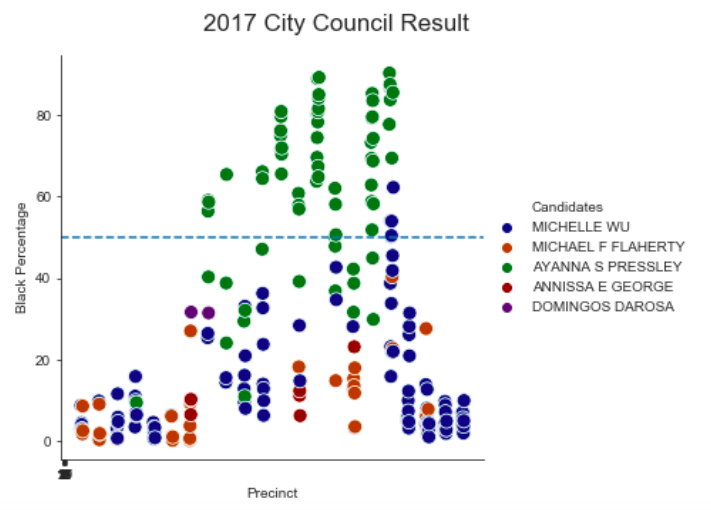 2017 City Council Result
80
60
40
20
0
Black Percentage
Precinct
Candidates
MICHELLE WU
MICHAEL F FLAHERTY
AYANNA S PRESSLEY
ANNISSA E GEORGE
DOMINGOS DAROSA